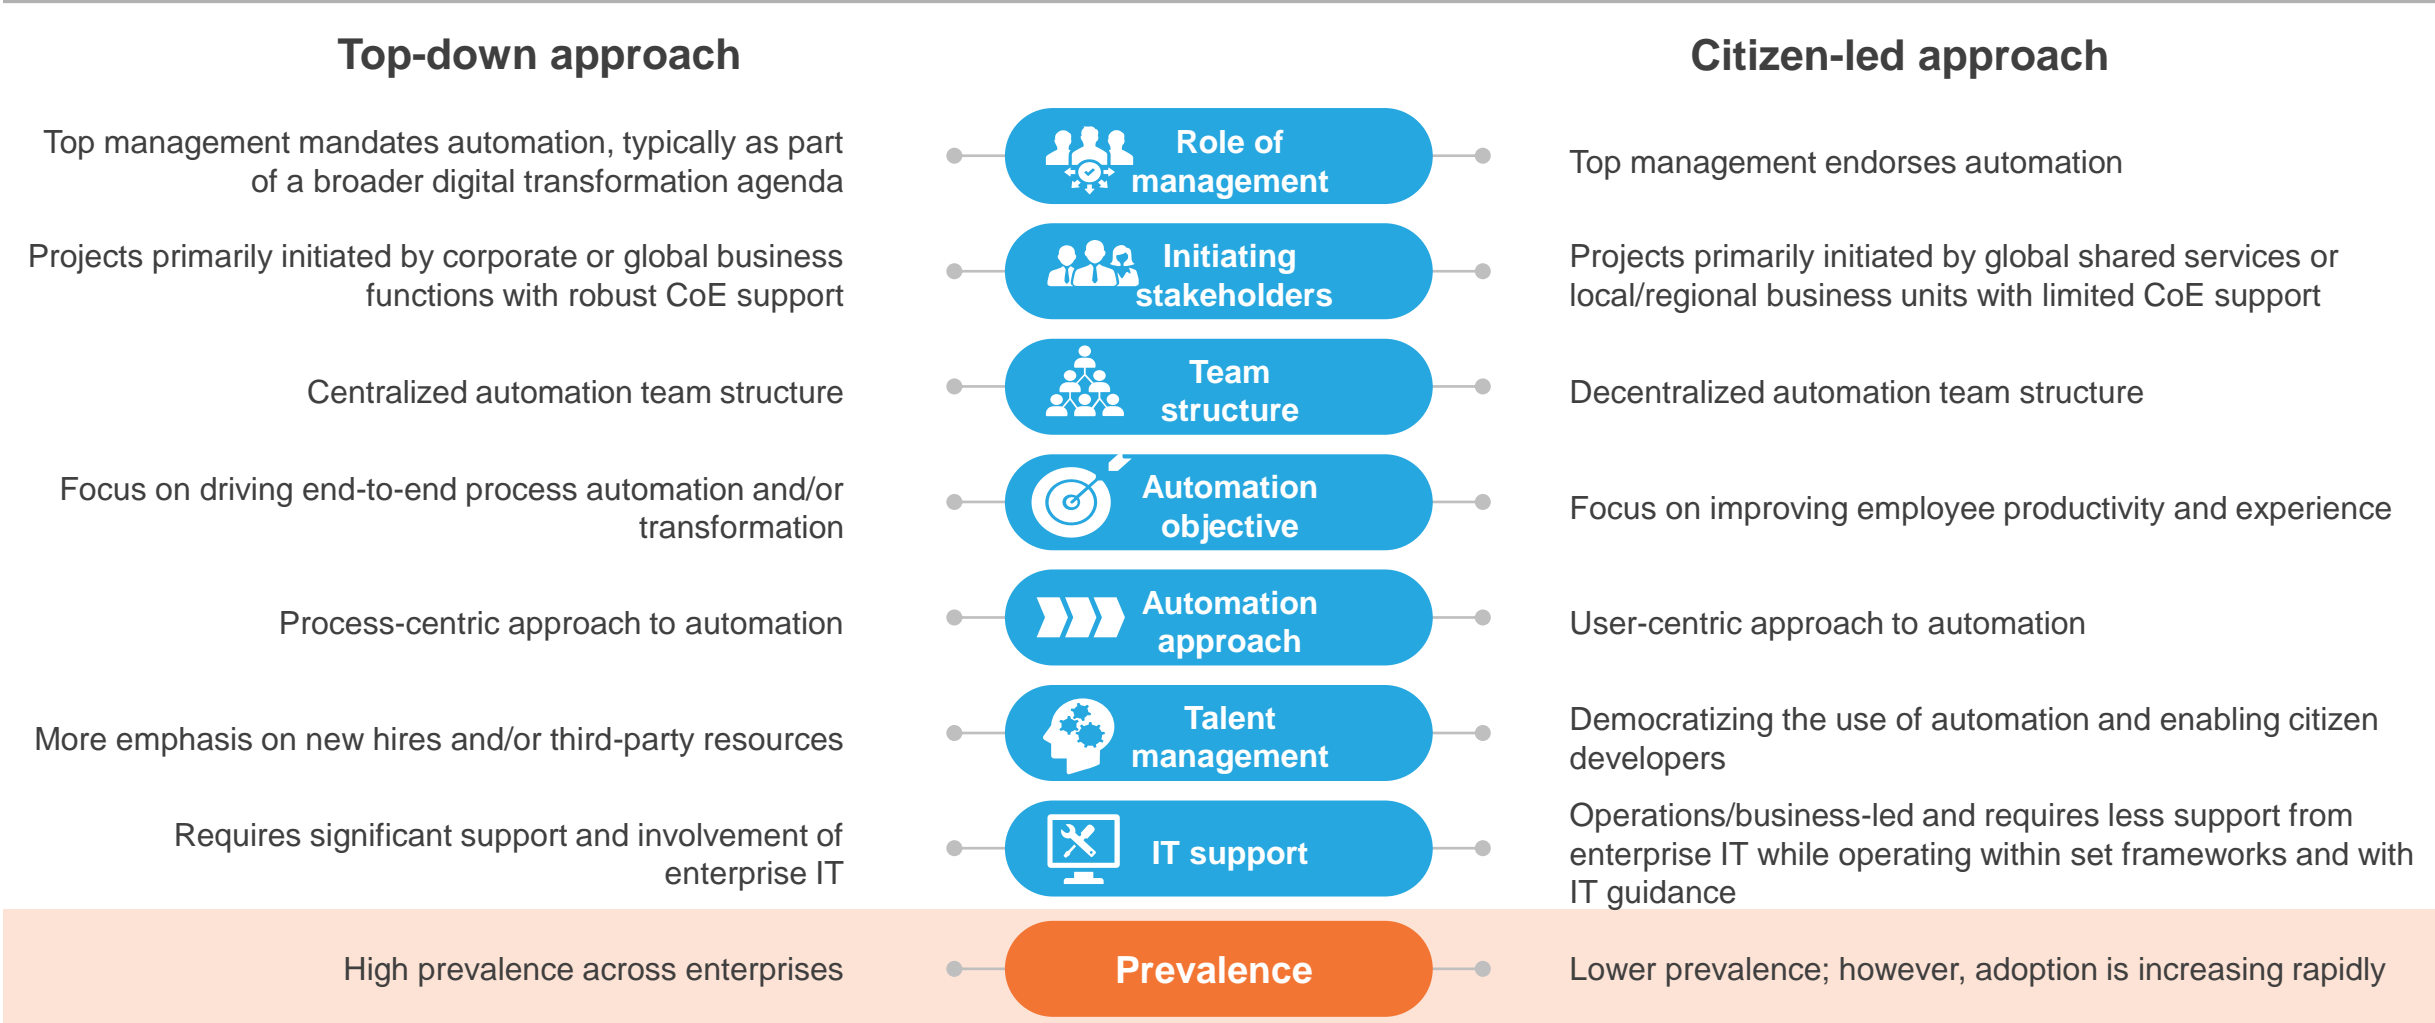 Top-down approach
Citizen-led approach
Top management mandates automation, typically as part
of a broader digital transformation agenda
Role of
management
Top management endorses automation
Projects primarily initiated by corporate or global business
functions with robust CoE support
Initiating
stakeholders
Projects primarily initiated by global shared services or
local/regional business units with limited CoE support
Centralized automation team structure
Team
structure
Decentralized automation team structure
Focus on driving end-to-end process automation and/or
transformation
Automation
objective
Focus on improving employee productivity and experience
Process-centric approach to automation
Automation
approach
User-centric approach to automation
More emphasis on new hires and/or third-party resources
Talent
management
Democratizing the use of automation and enabling citizen
developers
Requires significant support and involvement of
enterprise IT
IT support
Operations/business-led and requires less support from
enterprise IT while operating within set frameworks and with
IT guidance
High prevalence across enterprises
Prevalence
Lower prevalence; however, adoption is increasing rapidly